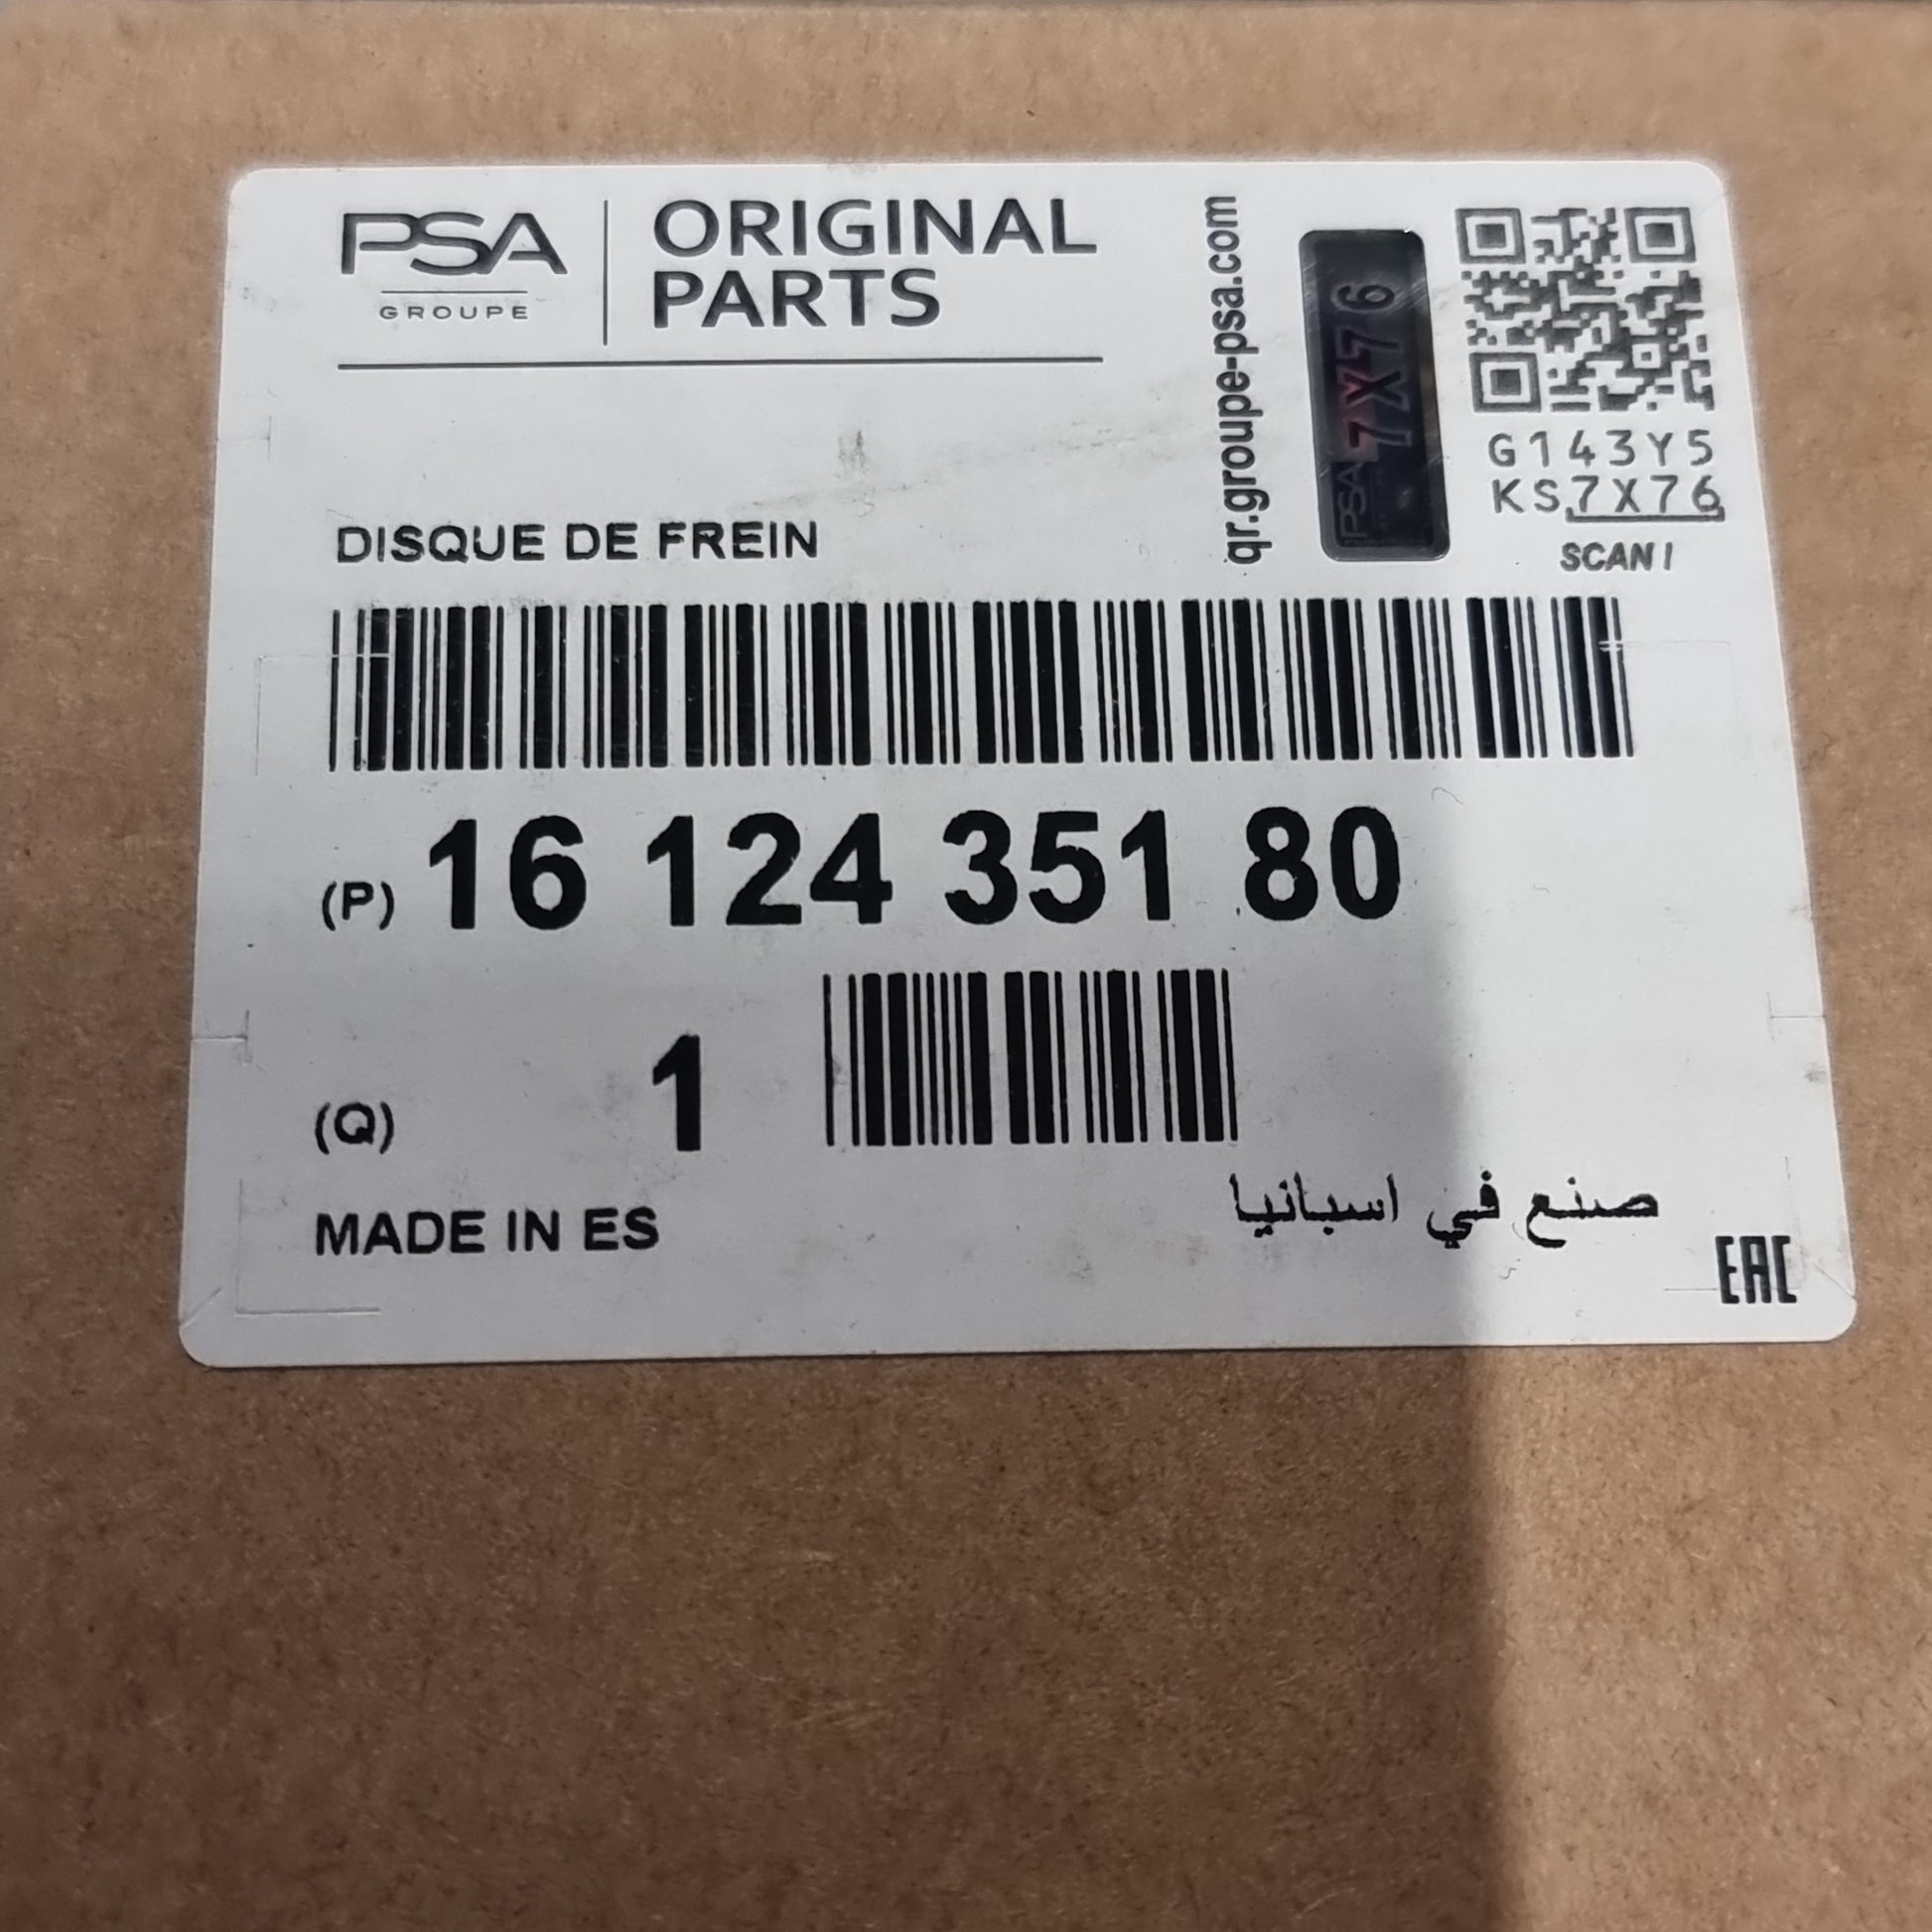 PSA
GROUPE
ORIGINAL
PARTS
qr.groupe-psa.com
PSA 7X76
G143Y5
KS7X76
SCAN !
DISQUE DE FREIN
(P) 16 124 351 80
(Q) 1
MADE IN ES
صنع في اسبانيا
EAC